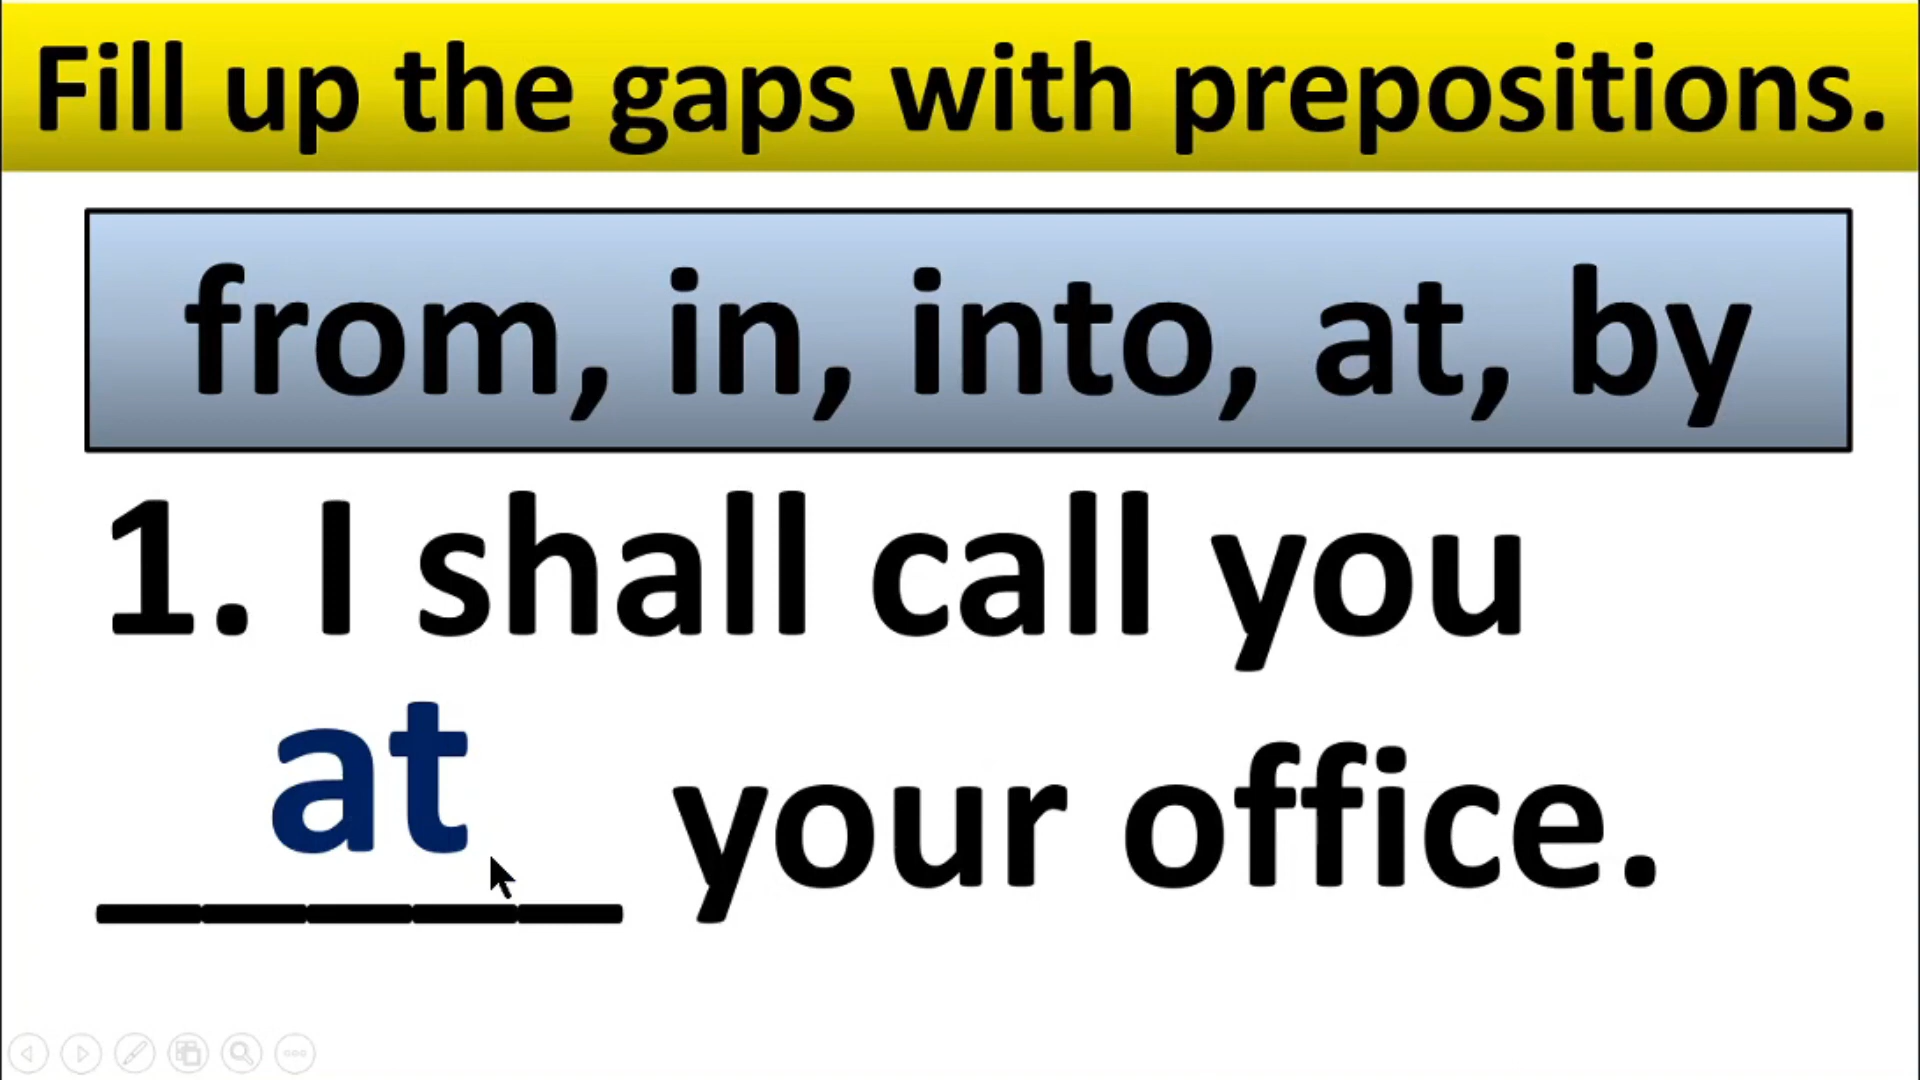 Fill up the gaps with prepositions.
from, in, into, at, by
1. I shall call you
at
_____ your office.